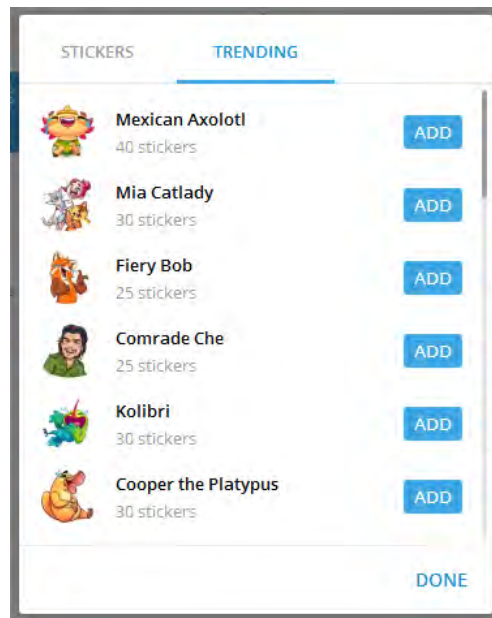 STICKERS
TRENDING
Mexican Axolotl
40 stickers
ADD
Mia Catlady
30 stickers
ADD
Fiery Bob
25 stickers
ADD
Comrade Che
25 stickers
ADD
Kolibri
30 stickers
ADD
Cooper the Platypus
30 stickers
ADD
DONE